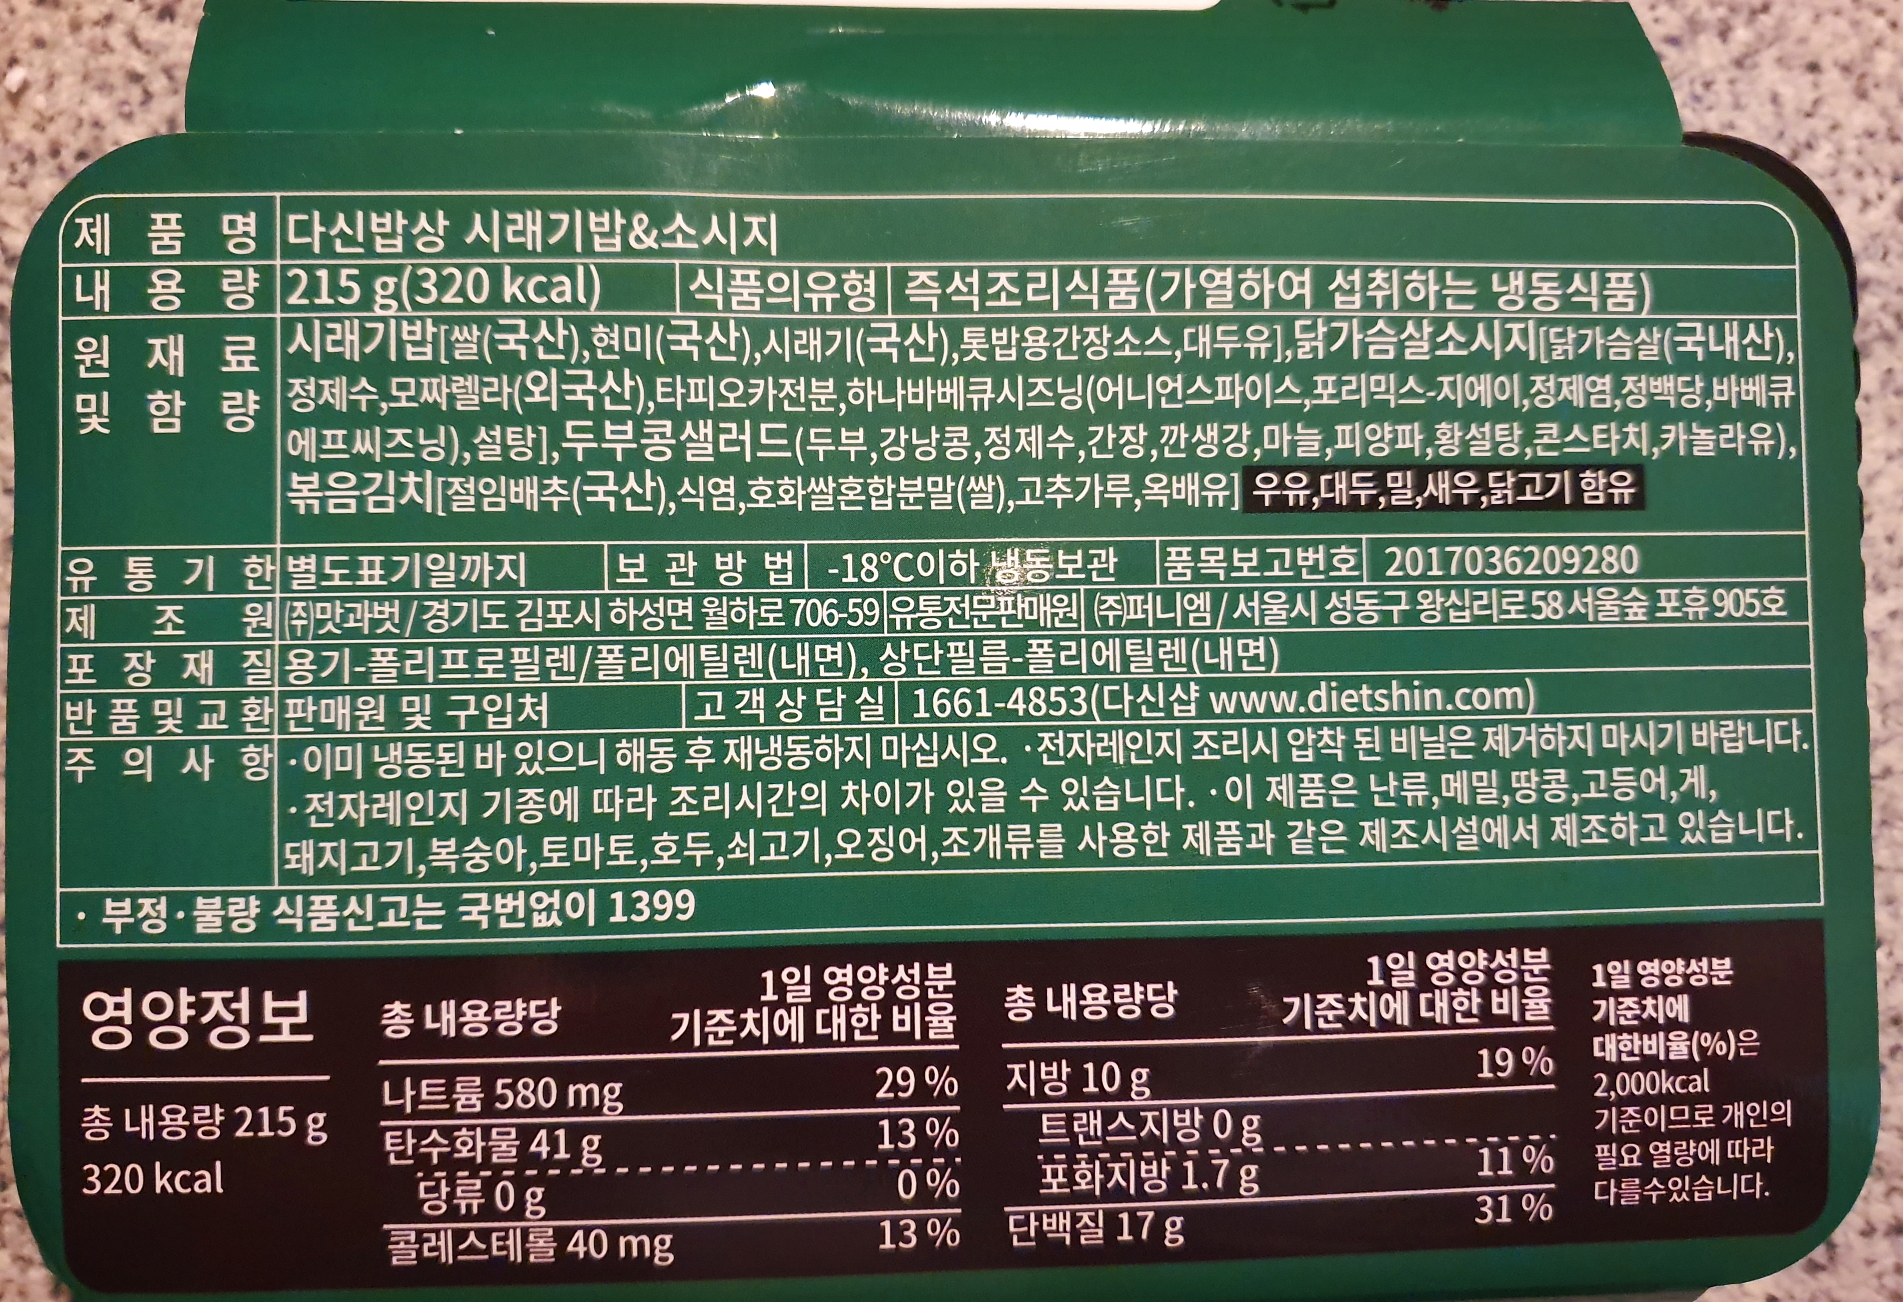 제 품 명 다신밥상 시래기밥&소시지
내 용 량 215 g(320 kcal) 식품의유형 즉석조리식품(가열하여 섭취하는 냉동식품)
원 재 료 시래기밥[쌀(국산),현미(국산),시래기(국산),톳밥용간장소스,대두유],닭가슴살소시지[닭가슴살(국내산),
및 함 량 정제수,모짜렐라(외국산),타피오카전분,하나바베큐시즈닝(어니언스파이스,포리믹스-지에이,정제염,정백당,바베큐
에프씨즈닝),설탕],두부콩샐러드(두부,강낭콩,정제수,간장,깐생강,마늘,피양파,황설탕,콘스타치,카놀라유),
볶음김치[절임배추(국산),식염,호화쌀혼합분말(쌀),고추가루,옥배유] 우유,대두,밀,새우,닭고기 함유
유 통 기 한 별도표기일까지 보 관 방 법 -18℃이하 냉동보관 품목보고번호 2017036209280
제 조 원 ㈜맛과벗/경기도 김포시 하성면 월하로 706-59 유통전문판매원 ㈜퍼니엠/서울시 성동구 왕십리로 58 서울숲 포휴 905호
포 장 재 질 용기-폴리프로필렌/폴리에틸렌(내면), 상단필름-폴리에틸렌(내면)
반 품 및 교 환 판매원 및 구입처 고 객 상 담 실 1661-4853(다신샵 www.dietshin.com)
주 의 사 항 ·이미 냉동된 바 있으니 해동 후 재냉동하지 마십시오. ·전자레인지 조리시 압착 된 비닐은 제거하지 마시기 바랍니다.
·전자레인지 기종에 따라 조리시간의 차이가 있을 수 있습니다. ·이 제품은 난류,메밀,땅콩,고등어,게,
돼지고기,복숭아,토마토,호두,쇠고기,오징어,조개류를 사용한 제품과 같은 제조시설에서 제조하고 있습니다.
· 부정·불량 식품신고는 국번없이 1399
영양정보
총 내용량 215 g
320 kcal
총 내용량당 1일 영양성분
기준치에 대한 비율
나트륨 580 mg 29 %
탄수화물 41 g 13 %
당류 0 g 0 %
콜레스테롤 40 mg 13 %
총 내용량당 1일 영양성분
기준치에 대한 비율
지방 10 g 19 %
트랜스지방 0 g
포화지방 1.7 g 11 %
단백질 17 g 31 %
1일 영양성분
기준치에
대한비율(%)은
2,000kcal
기준이므로 개인의
필요 열량에 따라
다를수있습니다.